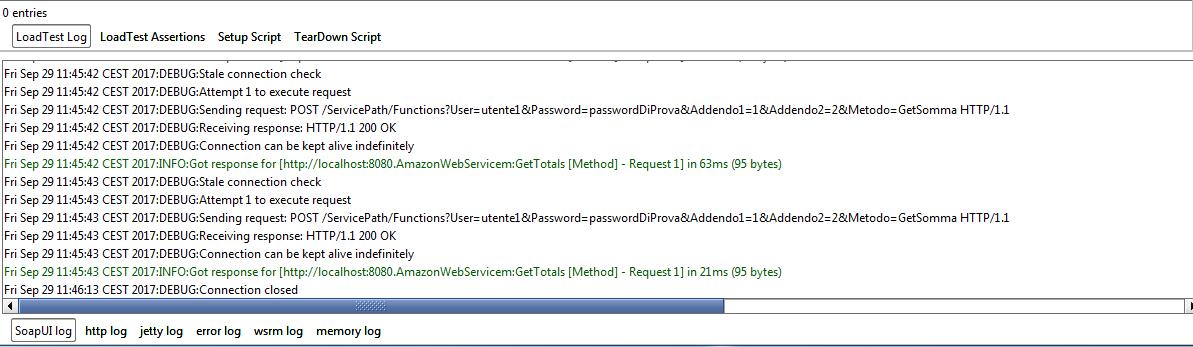 0 entries
LoadTest Log LoadTest Assertions Setup Script TearDown Script
Fri Sep 29 11:45:42 CEST 2017:DEBUG:Stale connection check
Fri Sep 29 11:45:42 CEST 2017:DEBUG:Attempt 1 to execute request
Fri Sep 29 11:45:42 CEST 2017:DEBUG:Sending request: POST /ServicePath/Functions?User=utente1&Password=passwordDiProva&Addendo1=1&Addendo2=2&Metodo=GetSomma HTTP/1.1
Fri Sep 29 11:45:42 CEST 2017:DEBUG:Receiving response: HTTP/1.1 200 OK
Fri Sep 29 11:45:42 CEST 2017:DEBUG:Connection can be kept alive indefinitely
Fri Sep 29 11:45:42 CEST 2017:INFO:Got response for [http://localhost:8080.AmazonWebServicem:GetTotals [Method] - Request 1] in 63ms (95 bytes)
Fri Sep 29 11:45:43 CEST 2017:DEBUG:Stale connection check
Fri Sep 29 11:45:43 CEST 2017:DEBUG:Attempt 1 to execute request
Fri Sep 29 11:45:43 CEST 2017:DEBUG:Sending request: POST /ServicePath/Functions?User=utente1&Password=passwordDiProva&Addendo1=1&Addendo2=2&Metodo=GetSomma HTTP/1.1
Fri Sep 29 11:45:43 CEST 2017:DEBUG:Receiving response: HTTP/1.1 200 OK
Fri Sep 29 11:45:43 CEST 2017:DEBUG:Connection can be kept alive indefinitely
Fri Sep 29 11:45:43 CEST 2017:INFO:Got response for [http://localhost:8080.AmazonWebServicem:GetTotals [Method] - Request 1] in 21ms (95 bytes)
Fri Sep 29 11:46:13 CEST 2017:DEBUG:Connection closed
SoapUI log http log jetty log error log wsrm log memory log